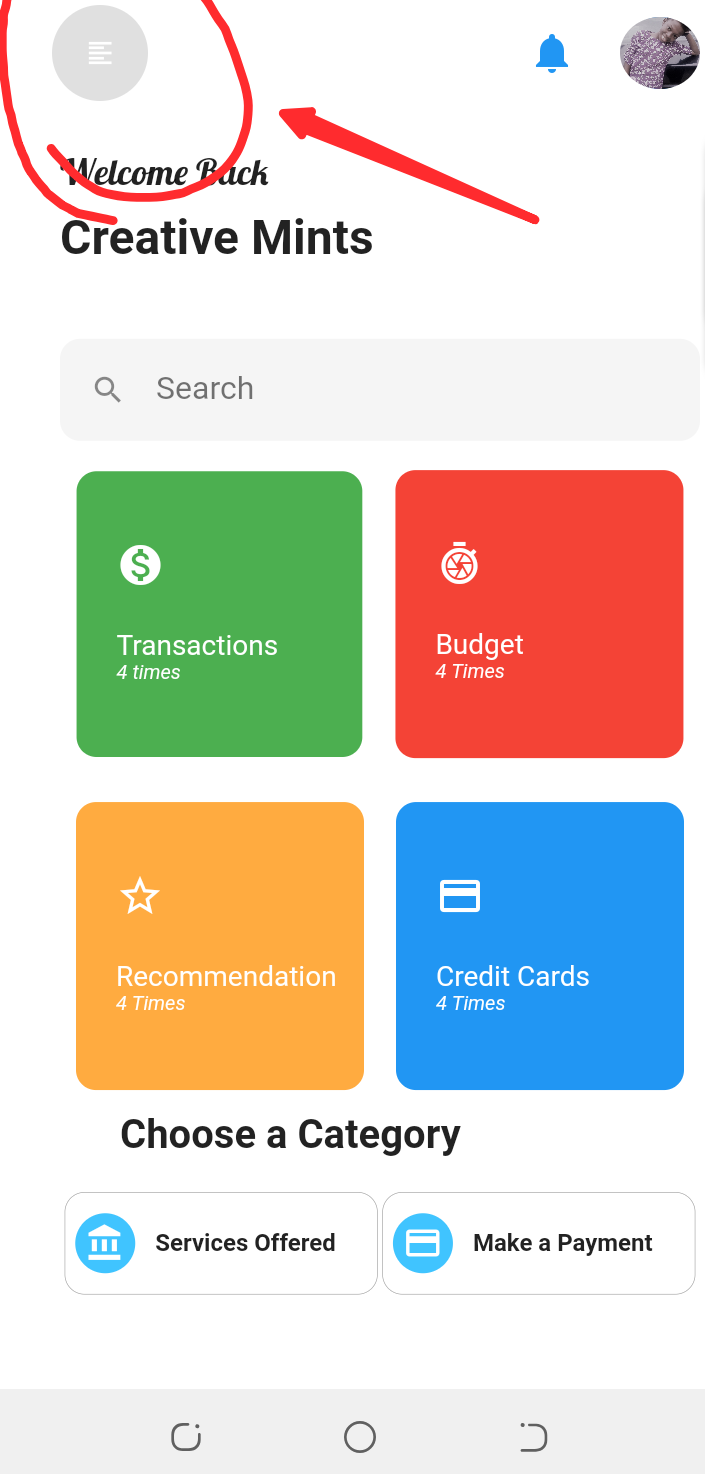 Welcome Back
Creative Mints
Search
Transactions
4 times
Budget
4 Times
Recommendation
4 Times
Credit Cards
4 Times
Choose a Category
Services Offered
Make a Payment